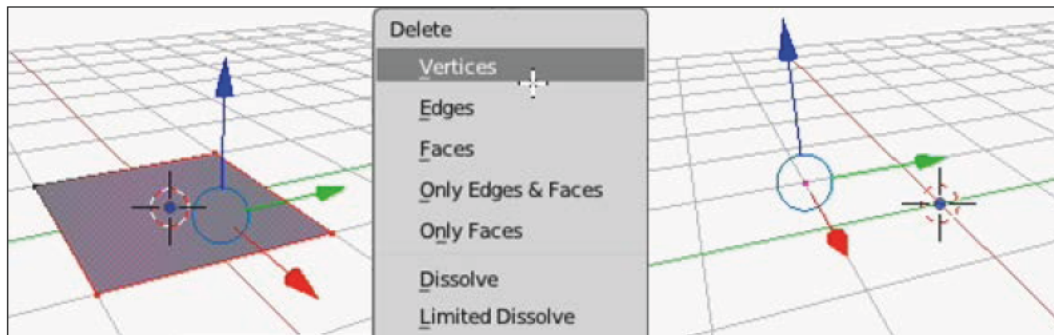 Delete
Vertices
Edges
Faces
Only Edges & Faces
Only Faces
Dissolve
Limited Dissolve